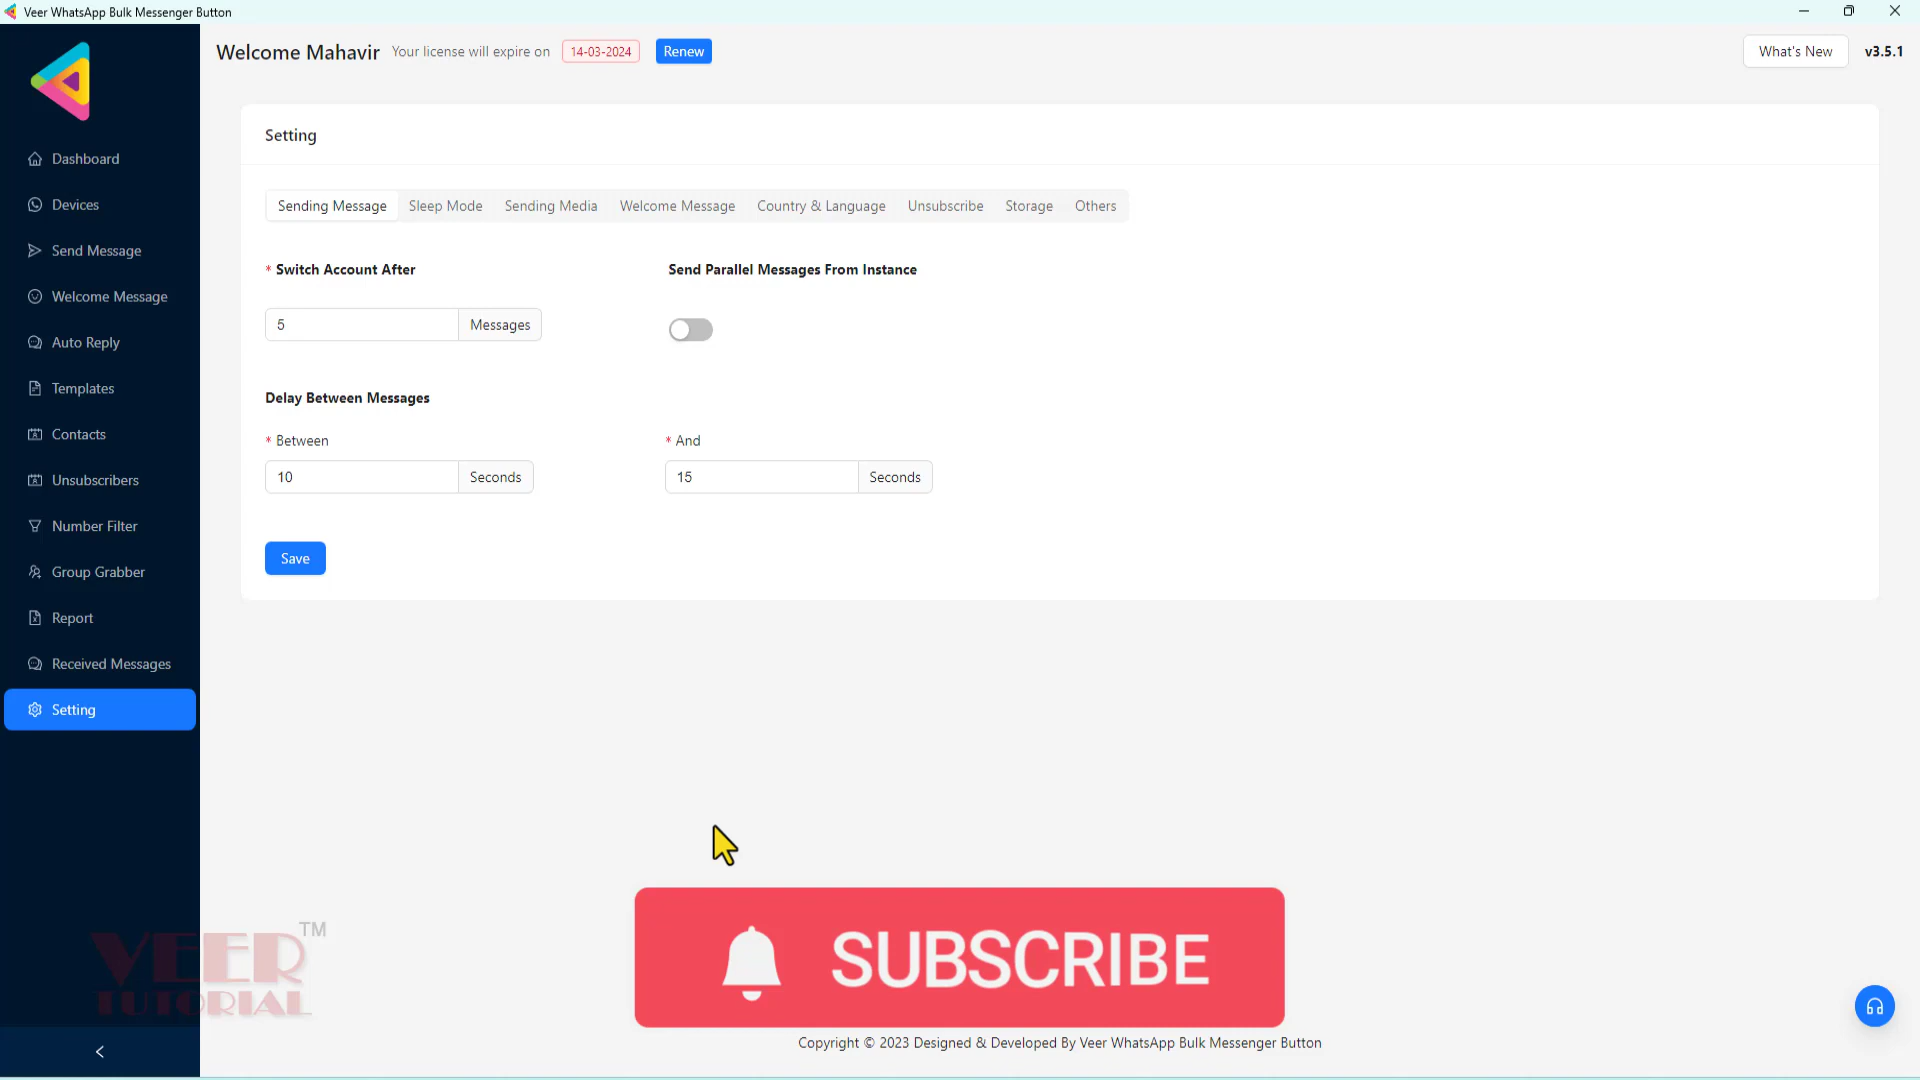 Veer WhatsApp Bulk Messenger Button
Welcome Mahavir Your license will expire on 14-03-2024 Renew
What's New v3.5.1
Dashboard
Devices
Send Message
Welcome Message
Auto Reply
Templates
Contacts
Unsubscribers
Number Filter
Group Grabber
Report
Received Messages
Setting
Setting
Sending Message Sleep Mode Sending Media Welcome Message Country & Language Unsubscribe Storage Others
* Switch Account After
Send Parallel Messages From Instance
5 Messages
Delay Between Messages
* Between
* And
10 Seconds
15 Seconds
Save
VEER TM
TUTORIAL
SUBSCRIBE
Copyright © 2023 Designed & Developed By Veer WhatsApp Bulk Messenger Button